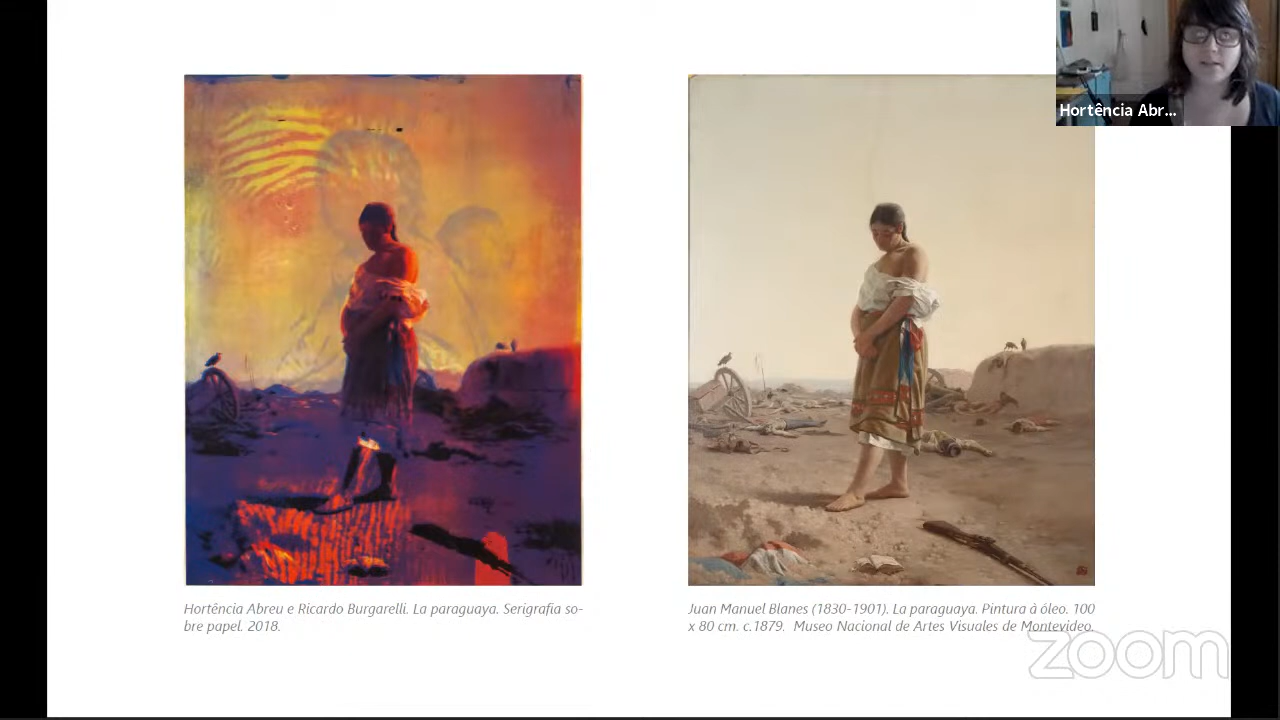 Hortência Abr...
Hortência Abreu e Ricardo Burgarelli. La paraguaya. Serigrafia so-
bre papel. 2018.
Juan Manuel Blanes (1830-1901). La paraguaya. Pintura à óleo. 100
x 80 cm. c.1879. Museo Nacional de Artes Visuales de Montevideo.
zoom